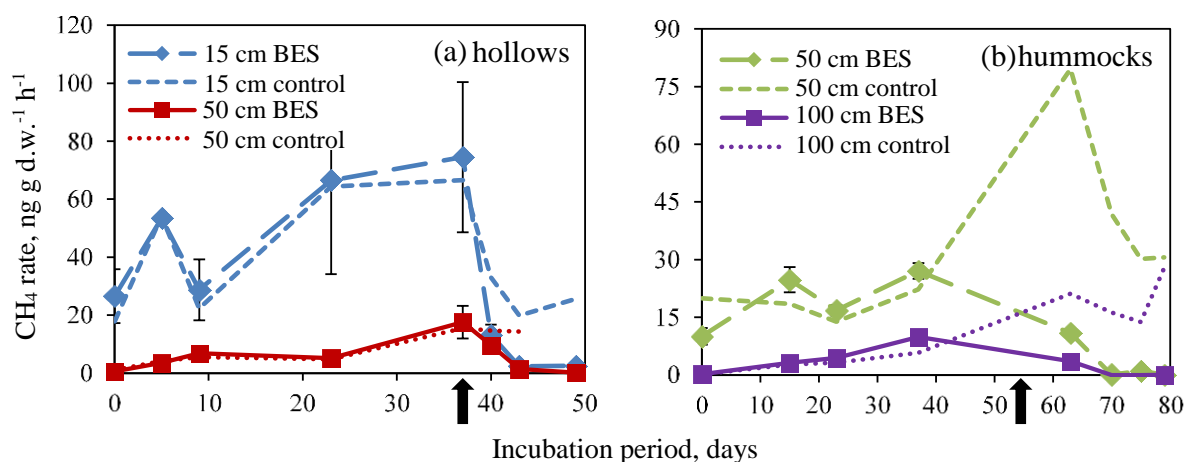 (a) hollows
15 cm BES
15 cm control
50 cm BES
50 cm control
CH₄ rate, ng g d.w.⁻¹ h⁻¹
120
100
80
60
40
20
0
0 10 20 30 40 50
(b) hummocks
50 cm BES
50 cm control
100 cm BES
100 cm control
90
75
60
45
30
15
0
0 10 20 30 40 50 60 70 80
Incubation period, days